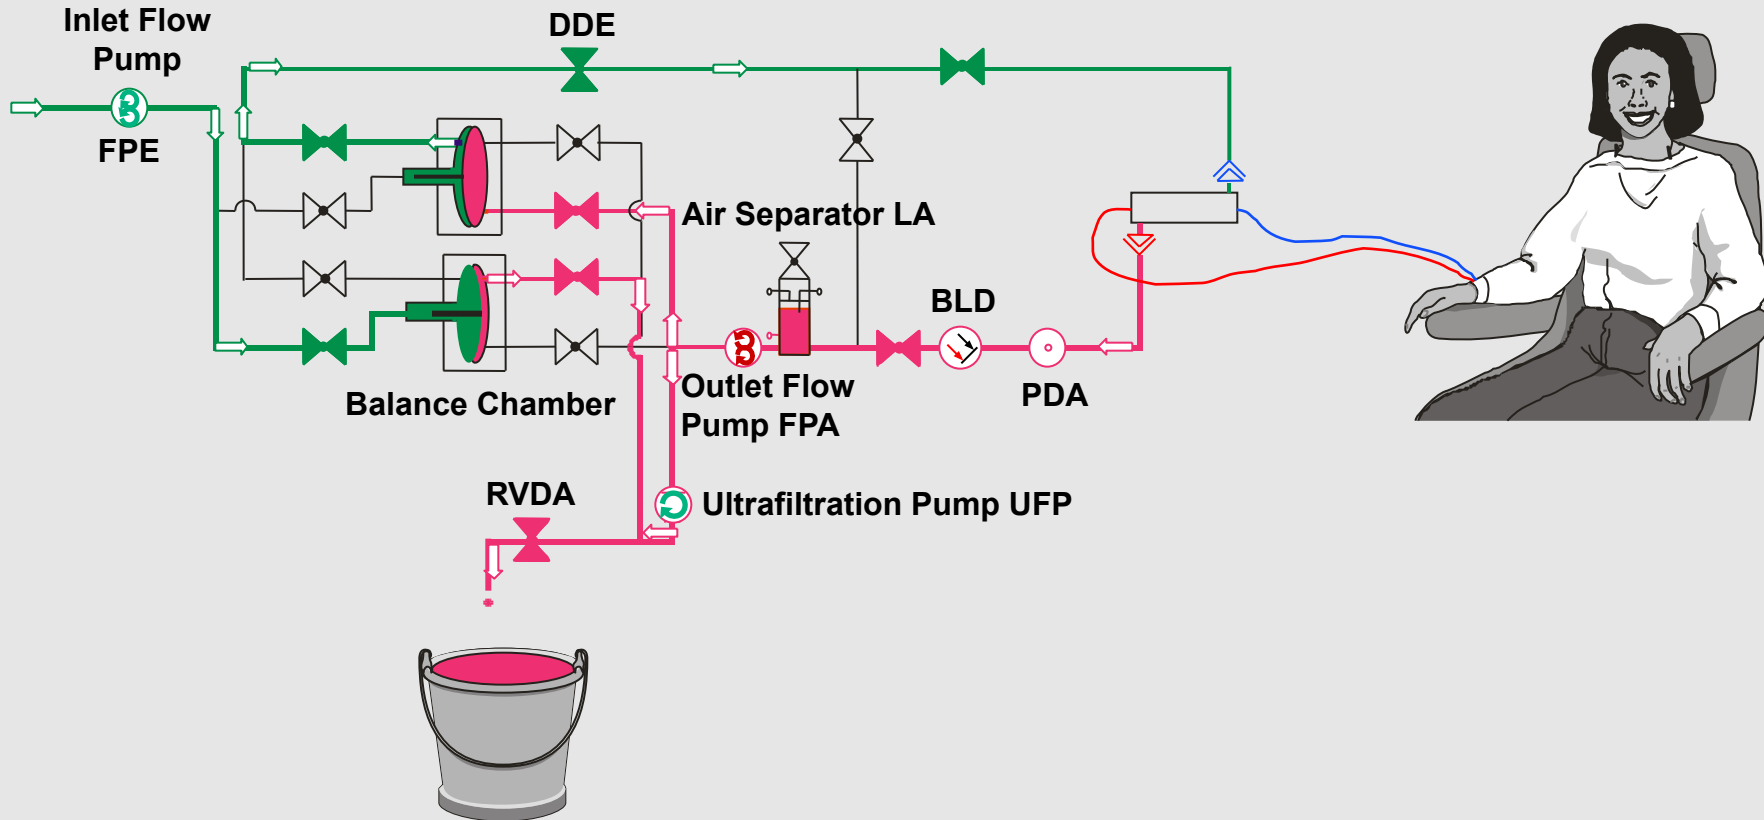 Inlet Flow
Pump
FPE
DDE
Air Separator LA
BLD
PDA
Outlet Flow
Pump FPA
Balance Chamber
RVDA
Ultrafiltration Pump UFP